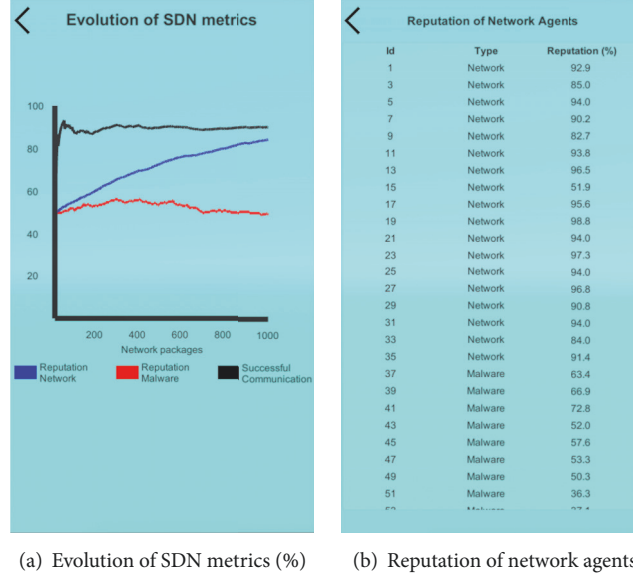 Evolution of SDN metrics
100
80
60
40
20
200 400 600 800 1000
Network packages
Reputation Network
Reputation Malware
Successful Communication
(a) Evolution of SDN metrics (%)
Reputation of Network Agents
Id Type Reputation (%)
1 Network 92.9
3 Network 85.0
5 Network 94.0
7 Network 90.2
9 Network 82.7
11 Network 93.8
13 Network 96.5
15 Network 51.9
17 Network 95.6
19 Network 98.8
21 Network 94.0
23 Network 97.3
25 Network 94.0
27 Network 96.8
29 Network 90.8
31 Network 94.0
33 Network 84.0
35 Network 91.4
37 Malware 63.4
39 Malware 66.9
41 Malware 72.8
43 Malware 52.0
45 Malware 57.6
47 Malware 53.3
49 Malware 50.3
51 Malware 36.3
(b) Reputation of network agents